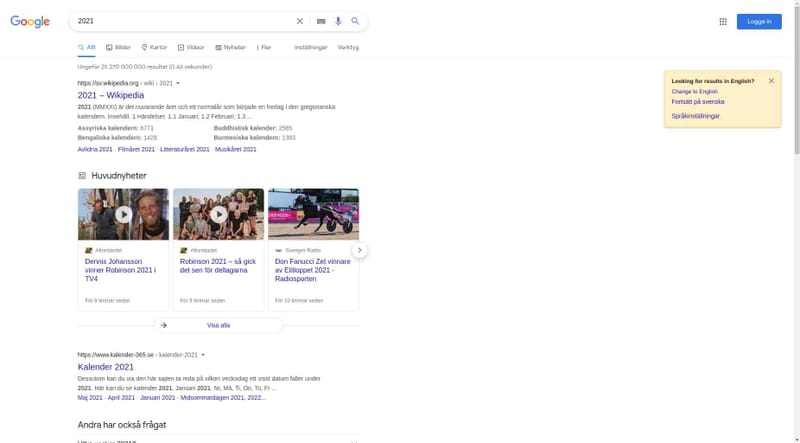 Google
2021
Logga in
Allt Bilder Kartor Videor Nyheter Fler Inställningar Verktyg
Ungefär 25 270 000 000 resultat (0,44 sekunder)
https://sv.wikipedia.org › wiki › 2021
2021 – Wikipedia
2021 (MMXXI) är det nuvarande året och ett normalår som började en fredag i den gregorianska
kalendern. Innehåll. 1 Händelser. 1.1 Januari; 1.2 Februari; 1.3 ...
Assyriska kalendern: 6771 Buddhistisk kalender: 2565
Bengaliska kalendern: 1428 Burmesiska kalendern: 1383
Avlidna 2021 · Filmåret 2021 · Litteraturåret 2021 · Musikåret 2021
Looking for results in English?
Change to English
Fortsätt på svenska
Språkinställningar
Huvudnyheter
Aftonbladet
Dennis Johansson
vinner Robinson 2021 i
TV4
För 9 timmar sedan
Aftonbladet
Robinson 2021 – så gick
det sen för deltagarna
För 9 timmar sedan
Sveriges Radio
Don Fanucci Zet vinnare
av Elitloppet 2021 -
Radiosporten
För 10 timmar sedan
Visa alla
https://www.kalender-365.se › kalender-2021
Kalender 2021
Dessutom kan du via den här sajten ta reda på vilken veckodag ett visst datum faller under
2021. Här kan du se kalender 2021. Januari 2021. Nr, Må, Ti, On, To, Fr ...
Maj 2021 · April 2021 · Januari 2021 · Midsommardagen 2021, 2022...
Andra har också frågat